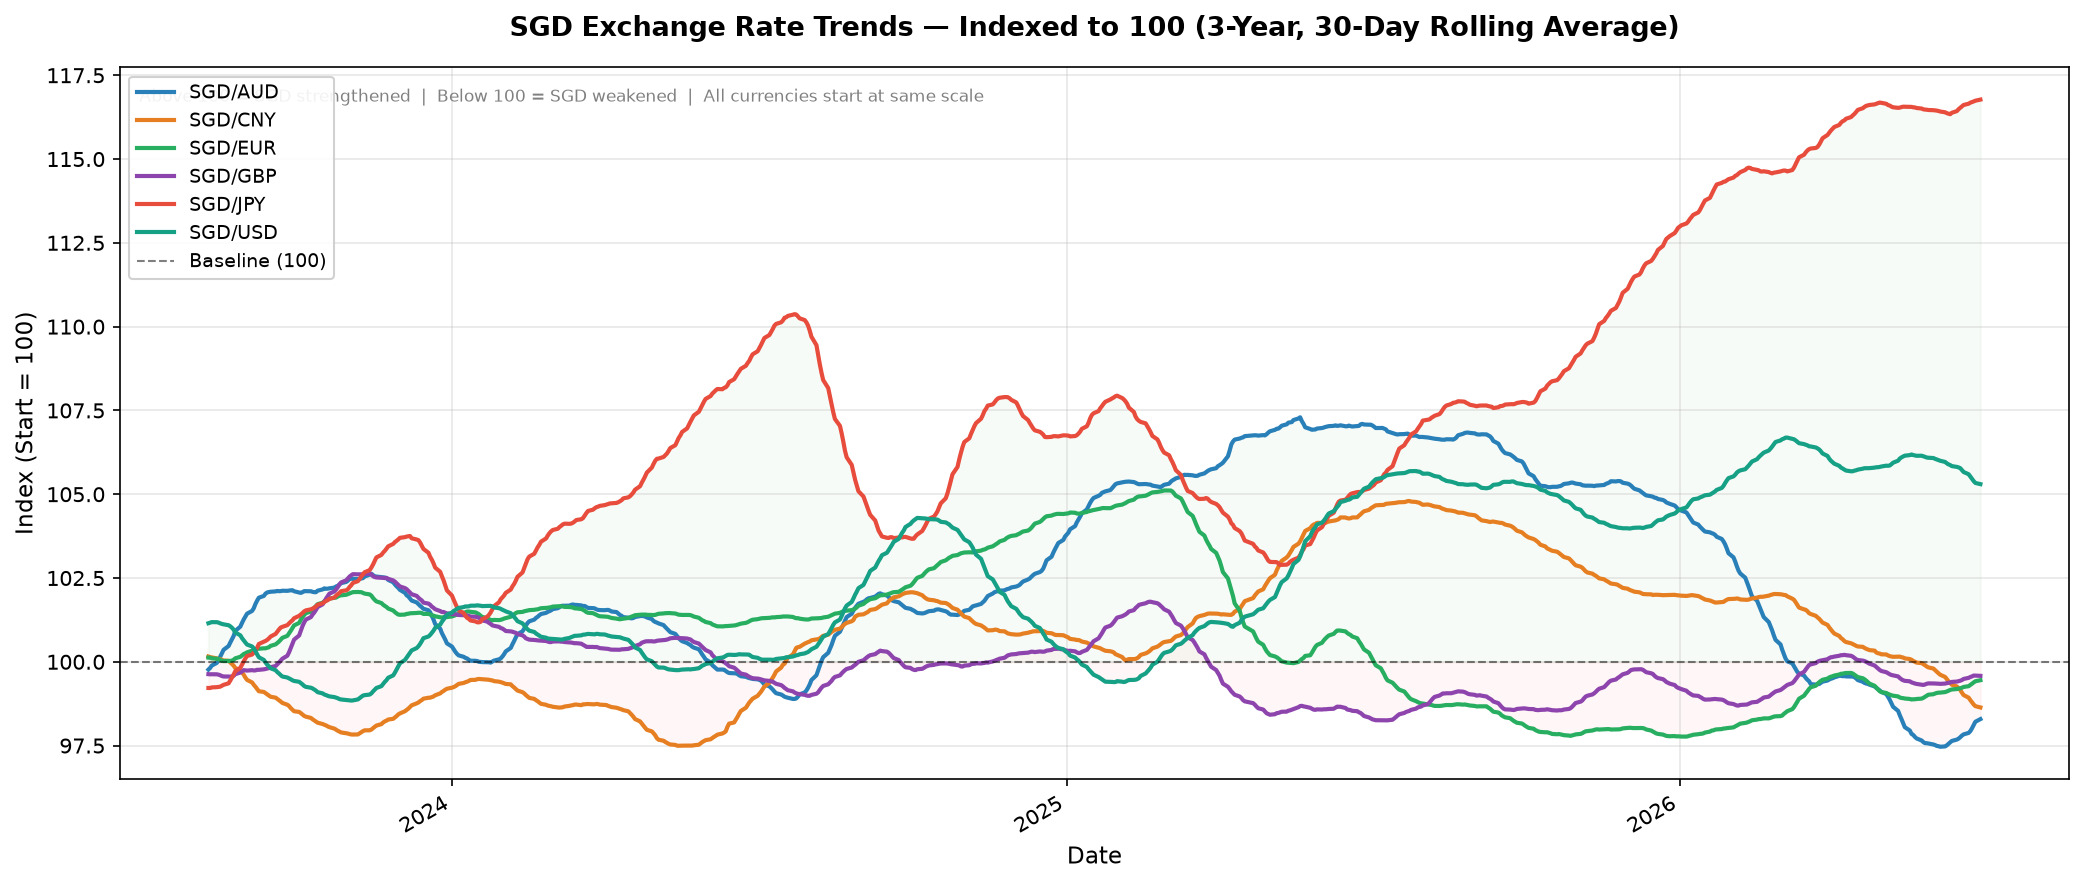 SGD Exchange Rate Trends — Indexed to 100 (3-Year, 30-Day Rolling Average)
Index (Start = 100)
117.5
115.0
112.5
110.0
107.5
105.0
102.5
100.0
97.5
strengthened | Below 100 = SGD weakened | All currencies start at same scale
SGD/AUD
SGD/CNY
SGD/EUR
SGD/GBP
SGD/JPY
SGD/USD
Baseline (100)
2024
2025
2026
Date